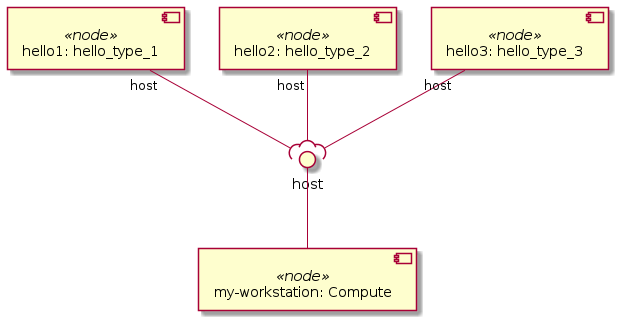 «node»
hello1: hello_type_1
«node»
hello2: hello_type_2
«node»
hello3: hello_type_3
host
host
host
host
«node»
my-workstation: Compute